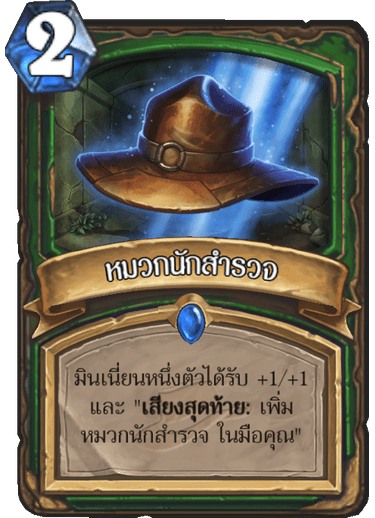 2
หมวกนักสำรวจ
มินเนี่ยนหนึ่งตัวได้รับ +1/+1
และ "เสียงสุดท้าย: เพิ่ม
หมวกนักสำรวจ ในมือคุณ"